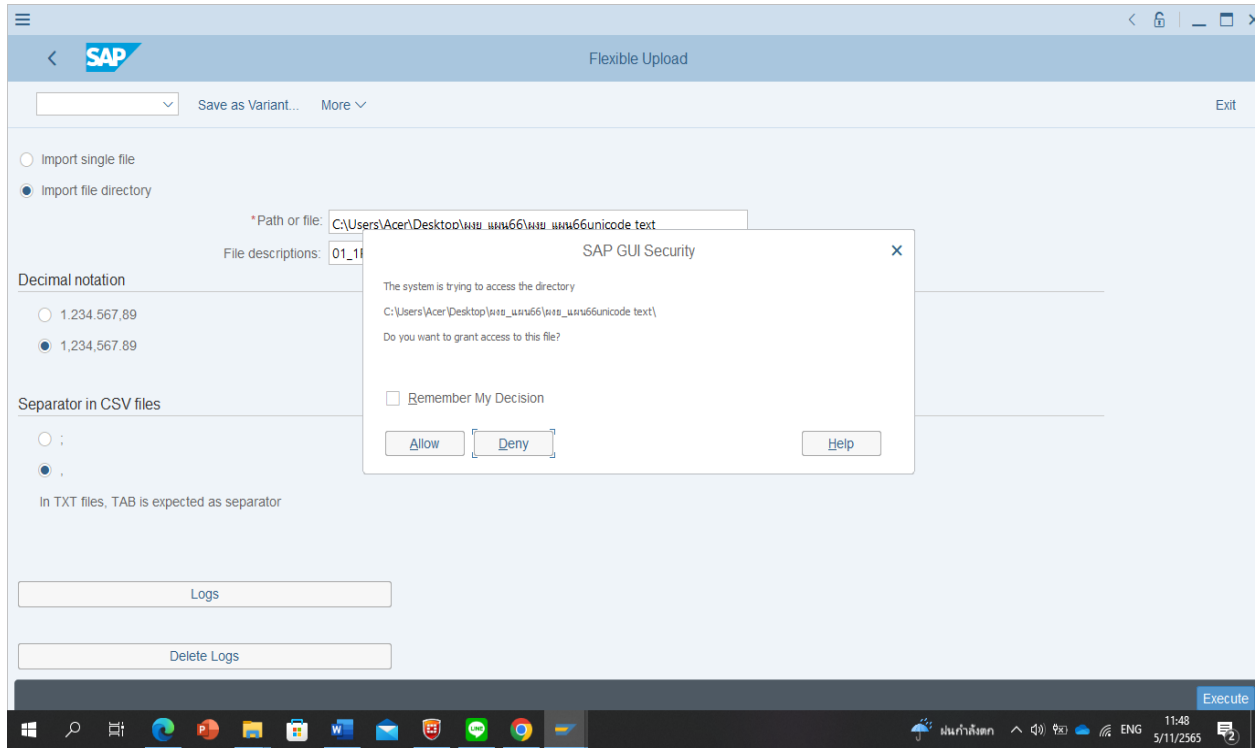 SAP
Flexible Upload
Save as Variant... More
Exit
Import single file
Import file directory
*Path or file: C:\Users\Acer\Desktop\ผงย_แผน66\ผงย_แผน66unicode text
File descriptions: 01_1
SAP GUI Security
The system is trying to access the directory
C:\Users\Acer\Desktop\ผงย_แผน66\ผงย_แผน66unicode text\
Do you want to grant access to this file?
Remember My Decision
Allow Deny Help
Decimal notation
1.234.567,89
1,234,567.89
Separator in CSV files
;
,
In TXT files, TAB is expected as separator
Logs
Delete Logs
Execute
ฝนกำลังตก ENG 11:48
5/11/2565 2